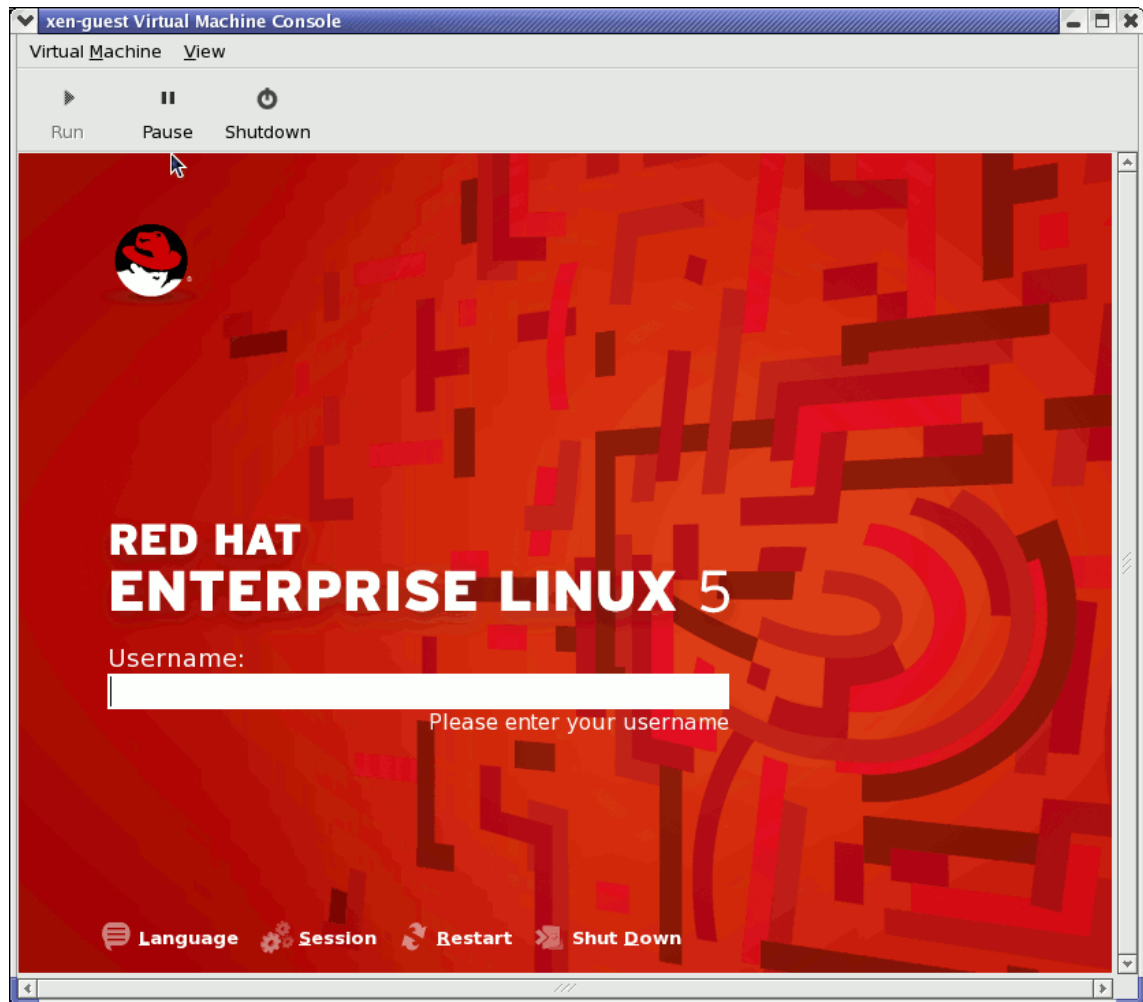 xen-guest Virtual Machine Console
Virtual Machine View
Run Pause Shutdown
RED HAT
ENTERPRISE LINUX 5
Username:
Please enter your username
Language Session Restart Shut Down